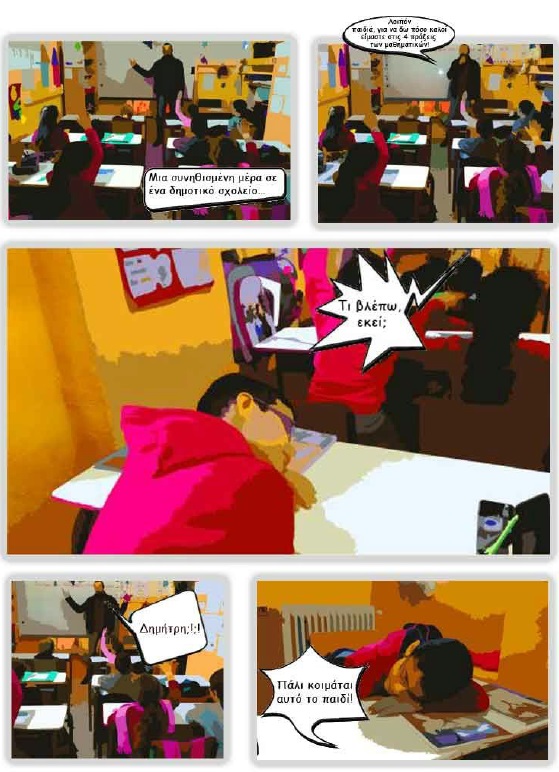 Μια συνηθισμένη μέρα σε
ένα δημοτικό σχολείο...
Λοιπόν
παιδιά, για να δω πόσο καλοί
είμαστε στις 4 πράξεις
των μαθηματικών!
Τι βλέπω,
εκεί;
Δημήτρη;!;!
Πάλι κοιμάται
αυτό το παιδί!